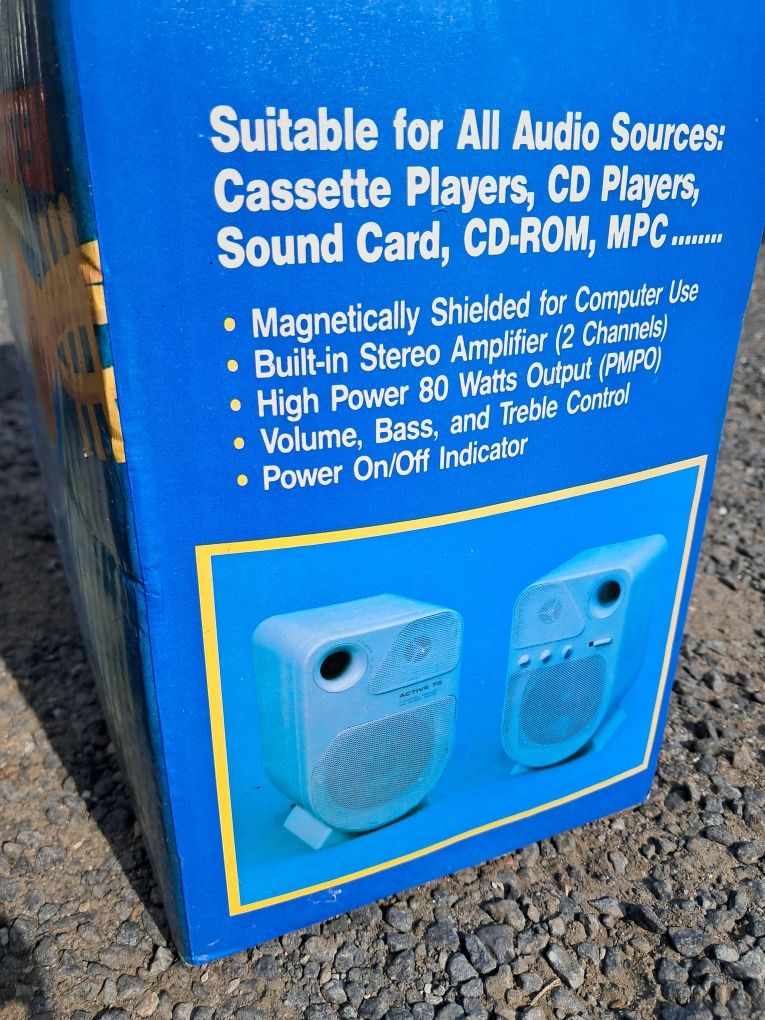 Suitable for All Audio Sources:
Cassette Players, CD Players,
Sound Card, CD-ROM, MPC ........
• Magnetically Shielded for Computer Use
• Built-in Stereo Amplifier (2 Channels)
• High Power 80 Watts Output (PMPO)
• Volume, Bass, and Treble Control
• Power On/Off Indicator
ACTIVE 75